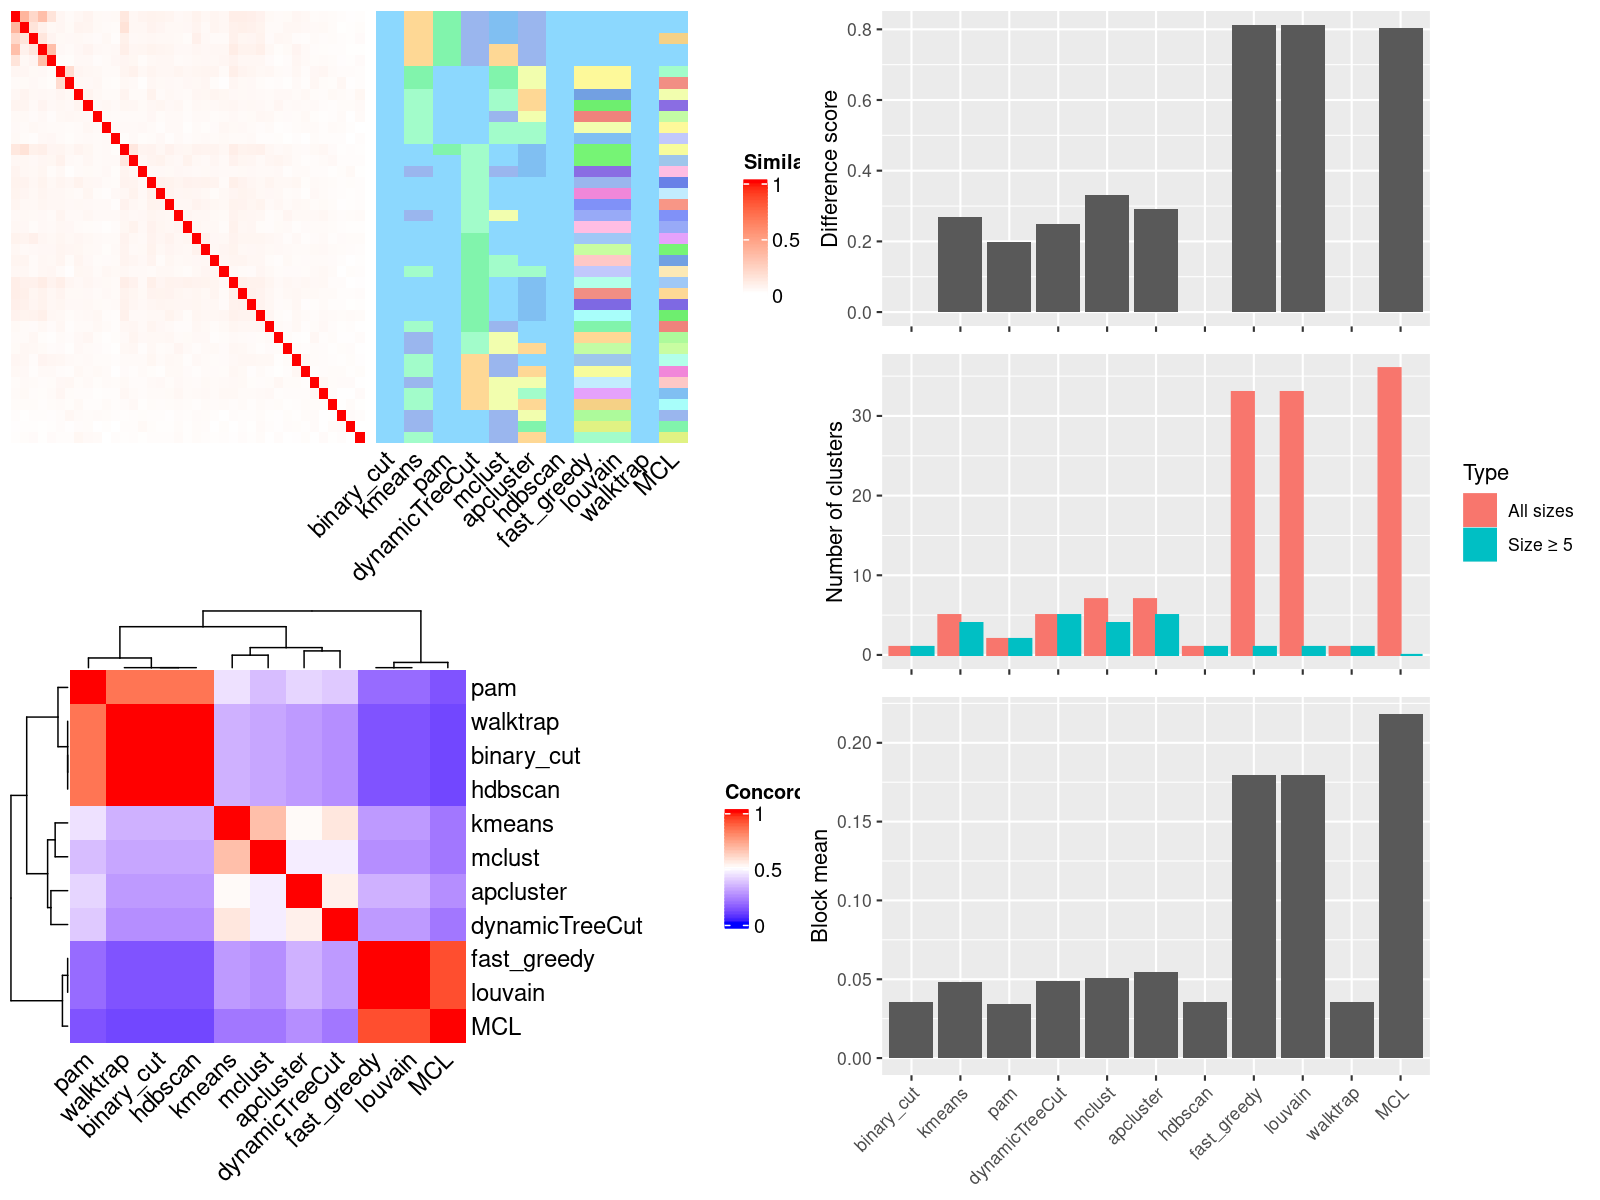 Simila
1
0.5
0
binary_cut
kmeans
pam
dynamicTreeCut
mclust
apcluster
hdbscan
fast_greedy
louvain
walktrap
MCL
pam
walktrap
binary_cut
hdbscan
kmeans
mclust
apcluster
dynamicTreeCut
fast_greedy
louvain
MCL
Concord
1
0.5
0
pam
walktrap
binary_cut
hdbscan
kmeans
mclust
apcluster
dynamicTreeCut
fast_greedy
louvain
MCL
Difference score
0.8
0.6
0.4
0.2
0.0
Number of clusters
30
20
10
0
Type
All sizes
Size ≥ 5
Block mean
0.20
0.15
0.10
0.05
0.00
binary_cut
kmeans
pam
dynamicTreeCut
mclust
apcluster
hdbscan
fast_greedy
louvain
walktrap
MCL